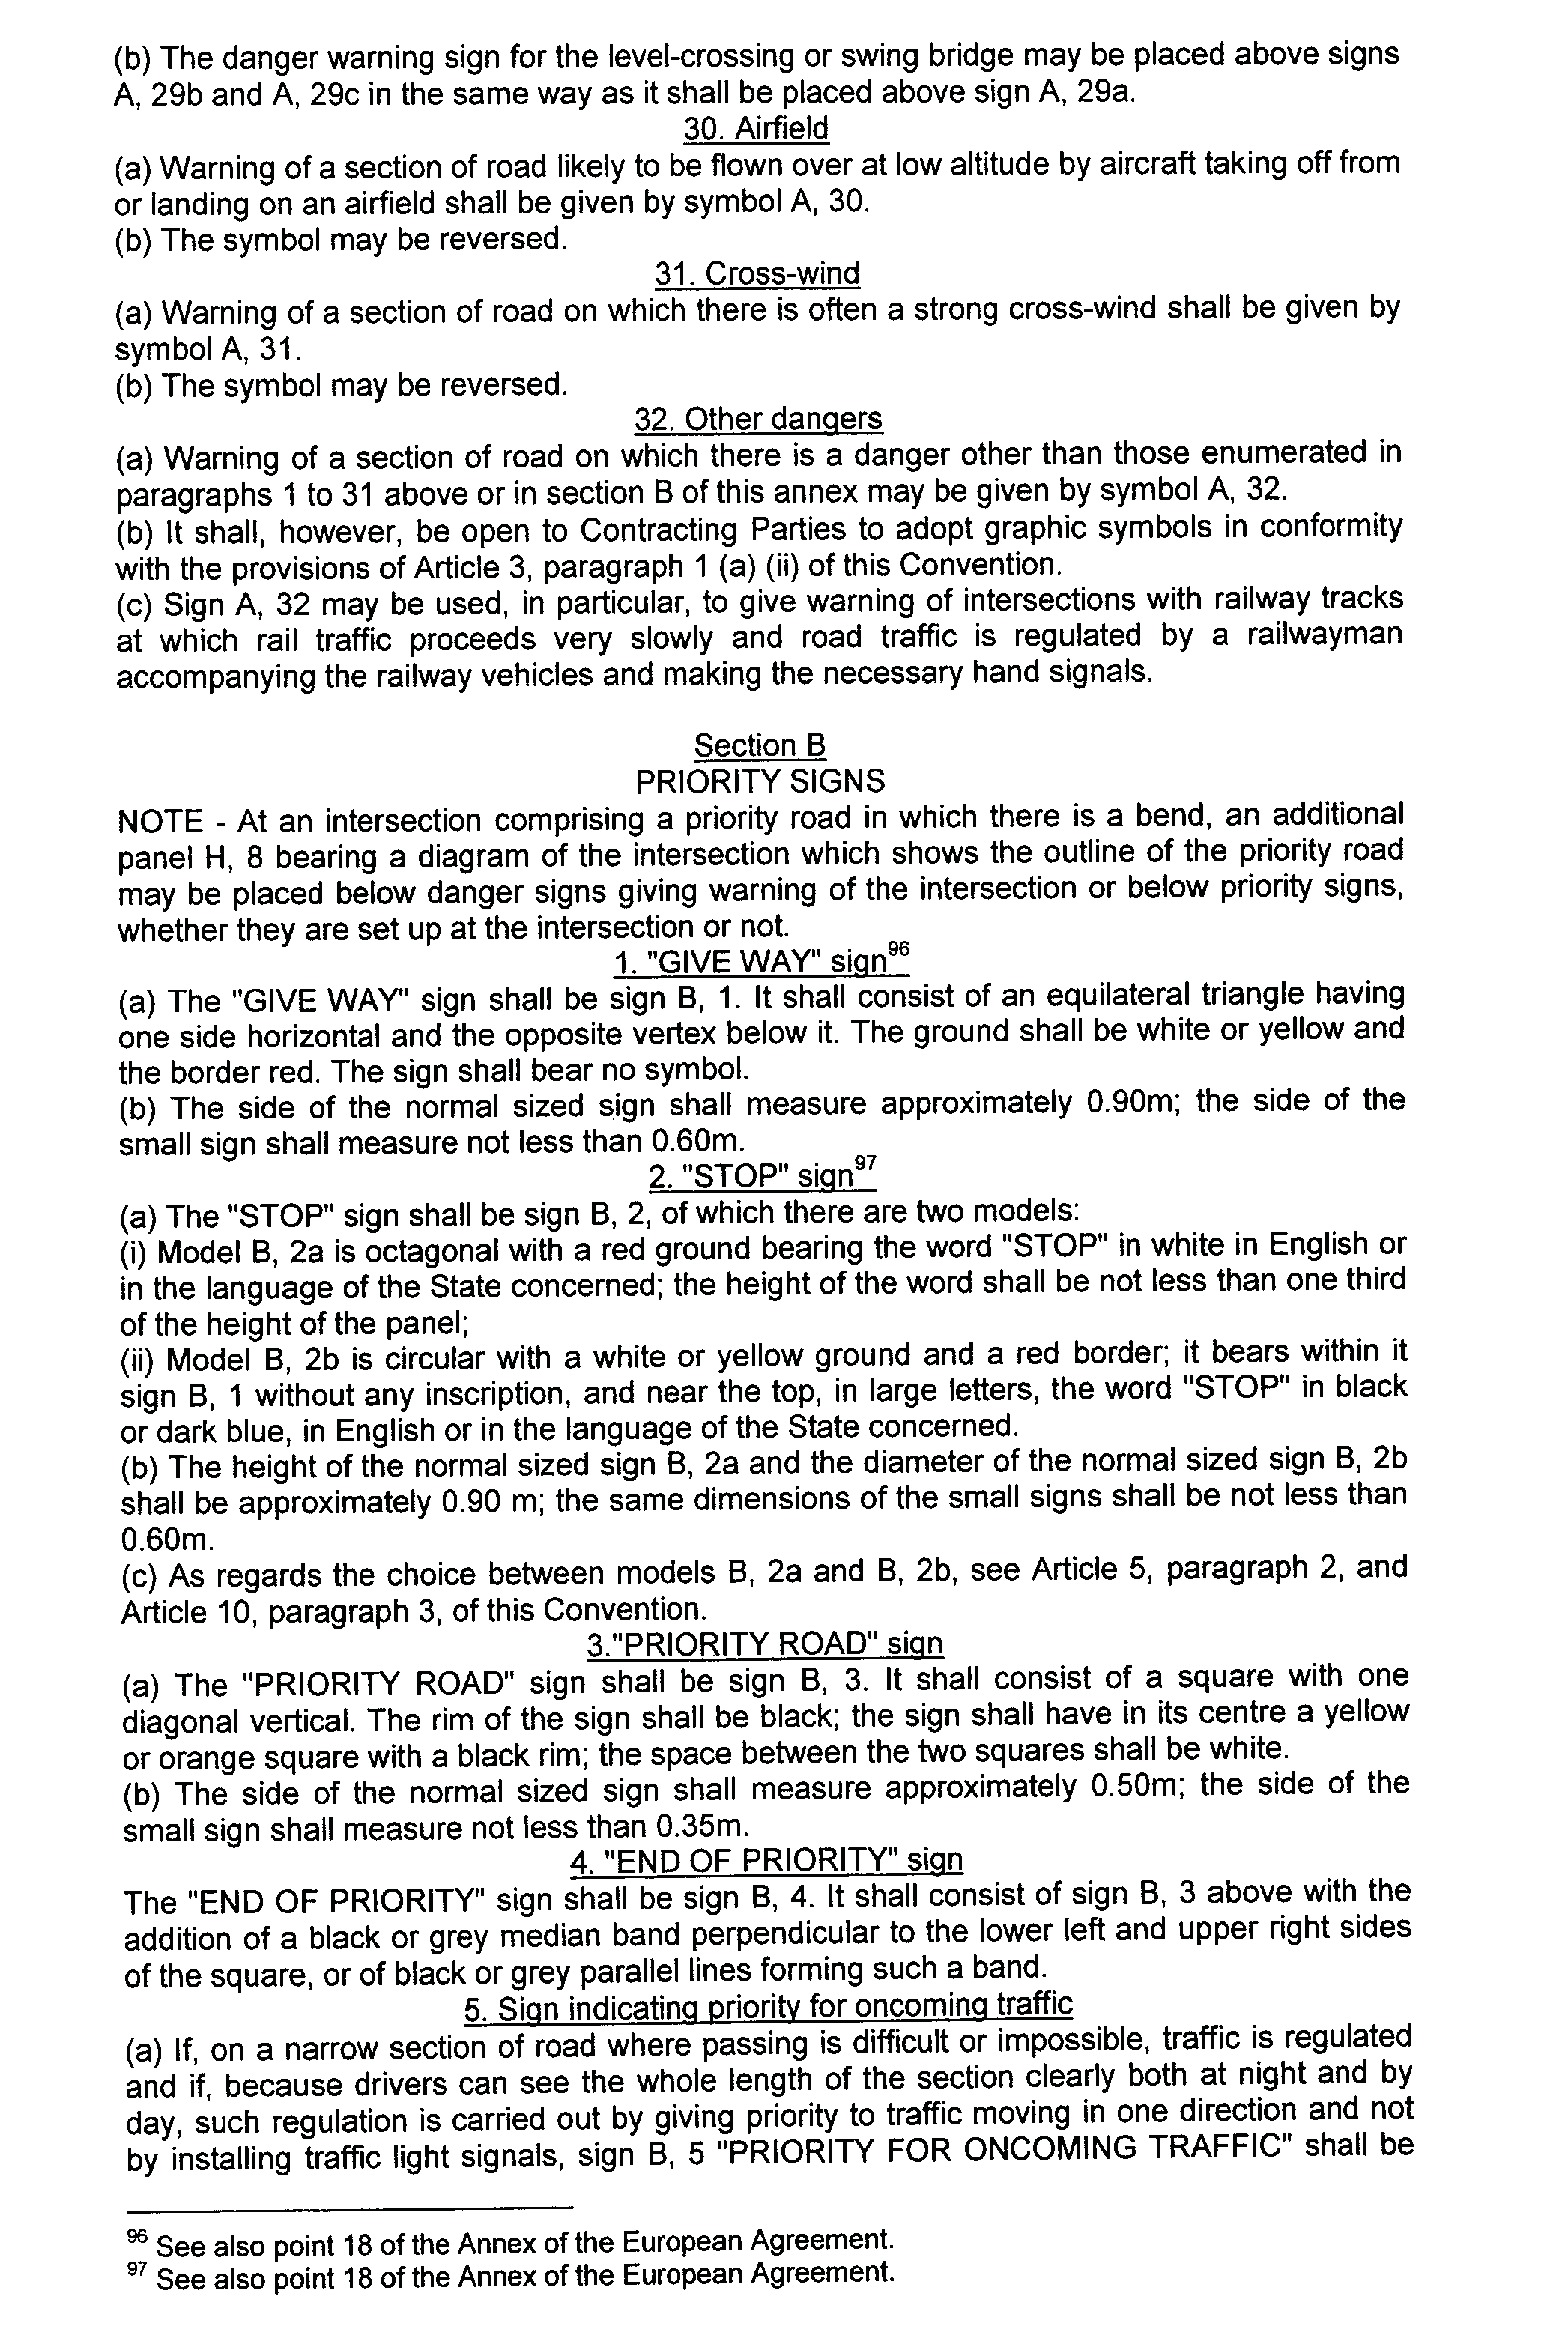 (b) The danger warning sign for the level-crossing or swing bridge may be placed above signs
A, 29b and A, 29c in the same way as it shall be placed above sign A, 29a.
30. Airfield
(a) Warning of a section of road likely to be flown over at low altitude by aircraft taking off from
or landing on an airfield shall be given by symbol A, 30.
(b) The symbol may be reversed.
31. Cross-wind
(a) Warning of a section of road on which there is often a strong cross-wind shall be given by
symbol A, 31.
(b) The symbol may be reversed.
32. Other dangers
(a) Warning of a section of road on which there is a danger other than those enumerated in
paragraphs 1 to 31 above or in section B of this annex may be given by symbol A, 32.
(b) It shall, however, be open to Contracting Parties to adopt graphic symbols in conformity
with the provisions of Article 3, paragraph 1 (a) (ii) of this Convention.
(c) Sign A, 32 may be used, in particular, to give warning of intersections with railway tracks
at which rail traffic proceeds very slowly and road traffic is regulated by a railwayman
accompanying the railway vehicles and making the necessary hand signals.
Section B
PRIORITY SIGNS
NOTE - At an intersection comprising a priority road in which there is a bend, an additional
panel H, 8 bearing a diagram of the intersection which shows the outline of the priority road
may be placed below danger signs giving warning of the intersection or below priority signs,
whether they are set up at the intersection or not.
1. "GIVE WAY" sign96
(a) The "GIVE WAY" sign shall be sign B, 1. It shall consist of an equilateral triangle having
one side horizontal and the opposite vertex below it. The ground shall be white or yellow and
the border red. The sign shall bear no symbol.
(b) The side of the normal sized sign shall measure approximately 0.90m; the side of the
small sign shall measure not less than 0.60m.
2. "STOP" sign97
(a) The "STOP" sign shall be sign B, 2, of which there are two models:
(i) Model B, 2a is octagonal with a red ground bearing the word "STOP" in white in English or
in the language of the State concerned; the height of the word shall be not less than one third
of the height of the panel;
(ii) Model B, 2b is circular with a white or yellow ground and a red border; it bears within it
sign B, 1 without any inscription, and near the top, in large letters, the word "STOP" in black
or dark blue, in English or in the language of the State concerned.
(b) The height of the normal sized sign B, 2a and the diameter of the normal sized sign B, 2b
shall be approximately 0.90 m; the same dimensions of the small signs shall be not less than
0.60m.
(c) As regards the choice between models B, 2a and B, 2b, see Article 5, paragraph 2, and
Article 10, paragraph 3, of this Convention.
3."PRIORITY ROAD" sign
(a) The "PRIORITY ROAD" sign shall be sign B, 3. It shall consist of a square with one
diagonal vertical. The rim of the sign shall be black; the sign shall have in its centre a yellow
or orange square with a black rim; the space between the two squares shall be white.
(b) The side of the normal sized sign shall measure approximately 0.50m; the side of the
small sign shall measure not less than 0.35m.
4. "END OF PRIORITY" sign
The "END OF PRIORITY" sign shall be sign B, 4. It shall consist of sign B, 3 above with the
addition of a black or grey median band perpendicular to the lower left and upper right sides
of the square, or of black or grey parallel lines forming such a band.
5. Sign indicating priority for oncoming traffic
(a) If, on a narrow section of road where passing is difficult or impossible, traffic is regulated
and if, because drivers can see the whole length of the section clearly both at night and by
day, such regulation is carried out by giving priority to traffic moving in one direction and not
by installing traffic light signals, sign B, 5 "PRIORITY FOR ONCOMING TRAFFIC" shall be
96 See also point 18 of the Annex of the European Agreement.
97 See also point 18 of the Annex of the European Agreement.